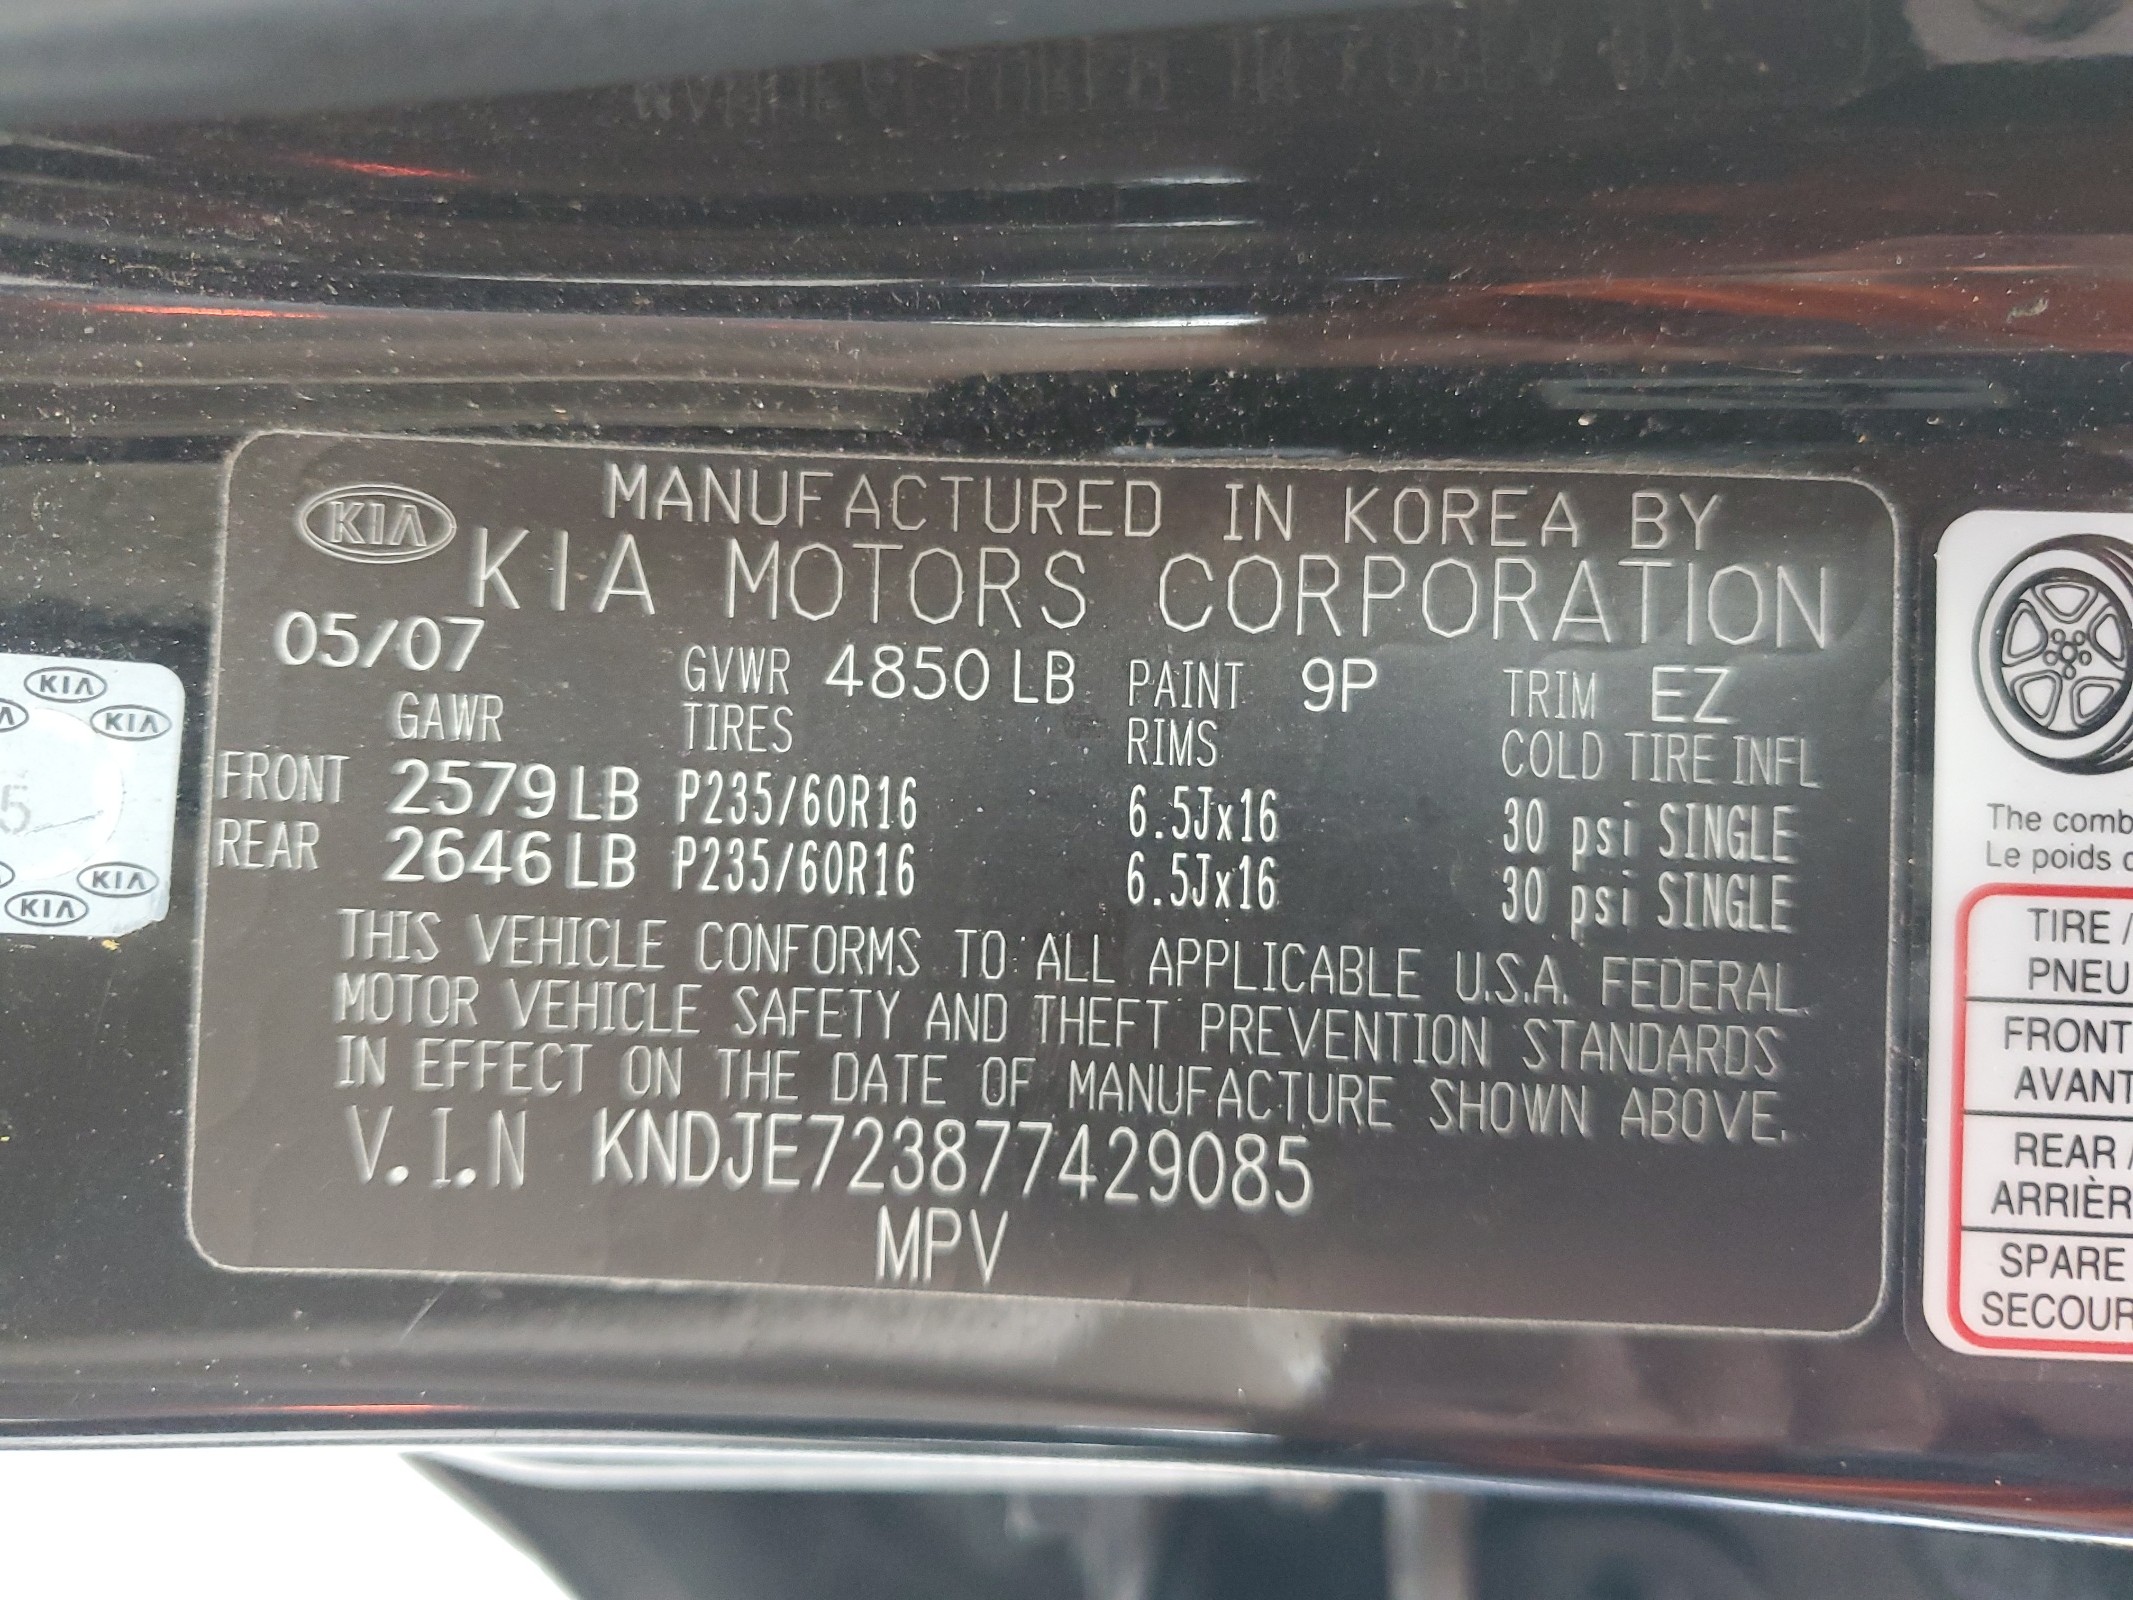 KIA MANUFACTURED IN KOREA BY
KIA MOTORS CORPORATION
05/07 GVWR 4850 LB PAINT 9P TRIM EZ
GAWR TIRES RIMS COLD TIRE INFL
FRONT 2579 LB P235/60R16 6.5Jx16 30 psi SINGLE
REAR 2646 LB P235/60R16 6.5Jx16 30 psi SINGLE
THIS VEHICLE CONFORMS TO ALL APPLICABLE U.S.A. FEDERAL
MOTOR VEHICLE SAFETY AND THEFT PREVENTION STANDARDS
IN EFFECT ON THE DATE OF MANUFACTURE SHOWN ABOVE.
V.I.N KNDJE723877429085
MPV
KIA
KIA
5
KIA
KIA
The comb
Le poids
TIRE /
PNEU
FRONT
AVANT
REAR /
ARRIÈR
SPARE
SECOUR